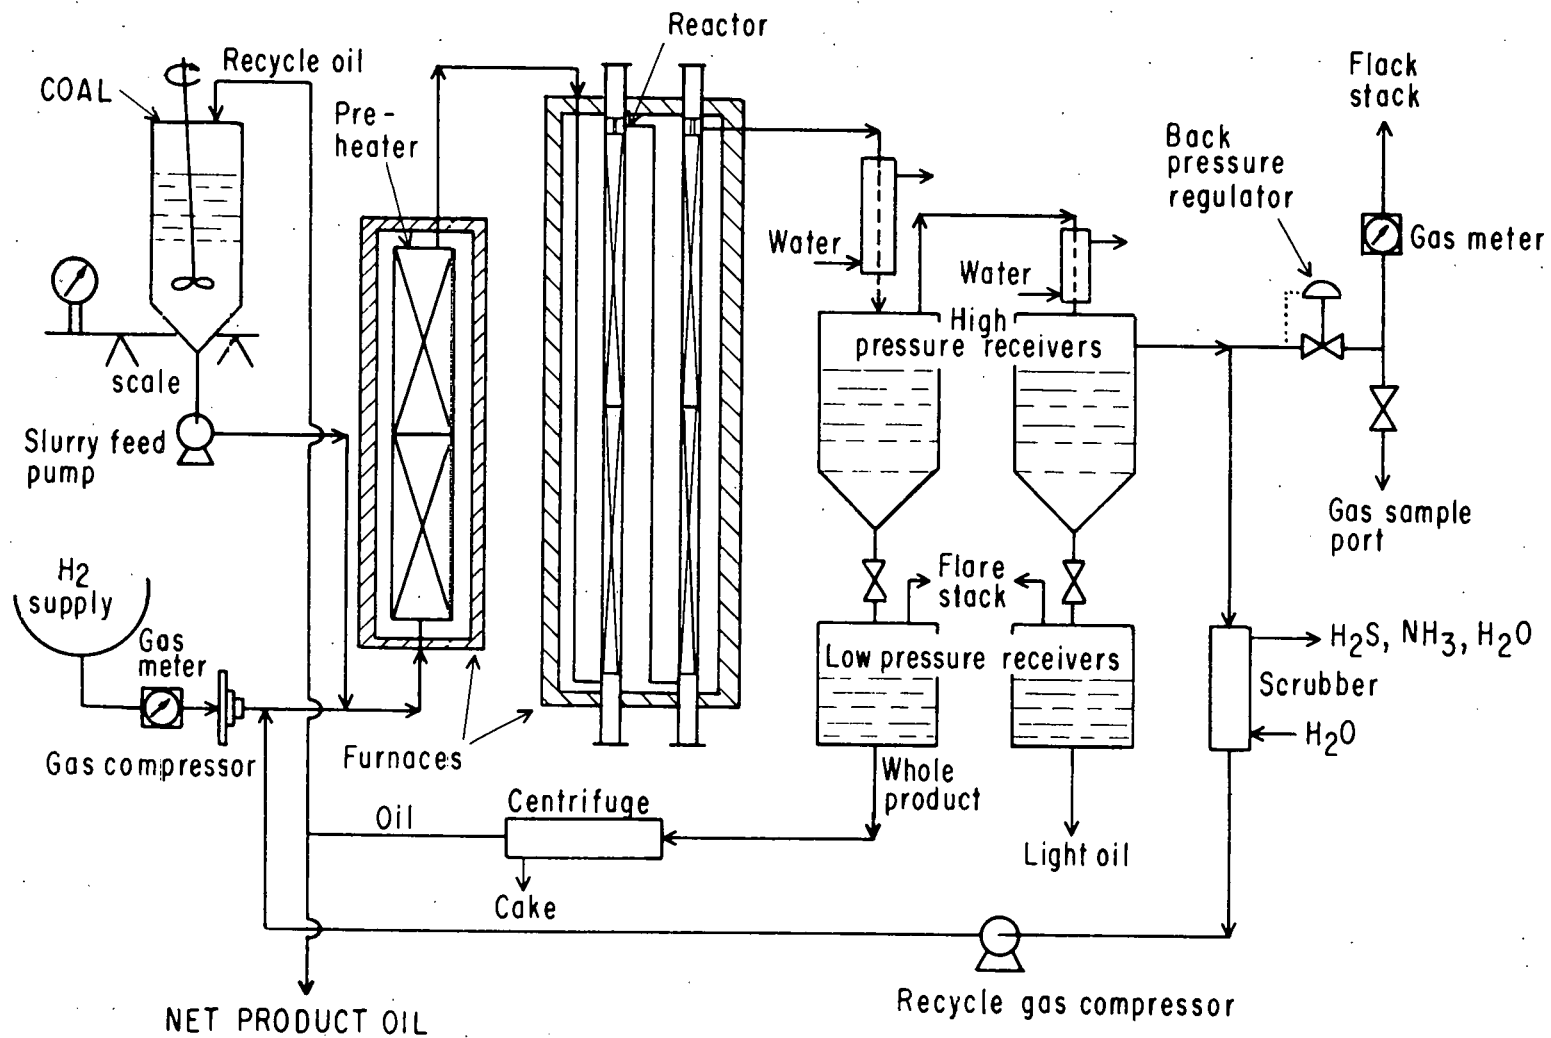 Reactor
Recycle oil
COAL
Pre-
heater
Flack
stack
Back
pressure
regulator
Gas meter
Water
Water
High
pressure receivers
scale
Slurry feed
pump
Gas sample
port
H2
supply
Flare
stack
Gas
meter
Low pressure receivers
H2S, NH3, H2O
Scrubber
H2O
Gas compressor
Furnaces
Whole
product
Centrifuge
Oil
Light oil
Cake
Recycle gas compressor
NET PRODUCT OIL